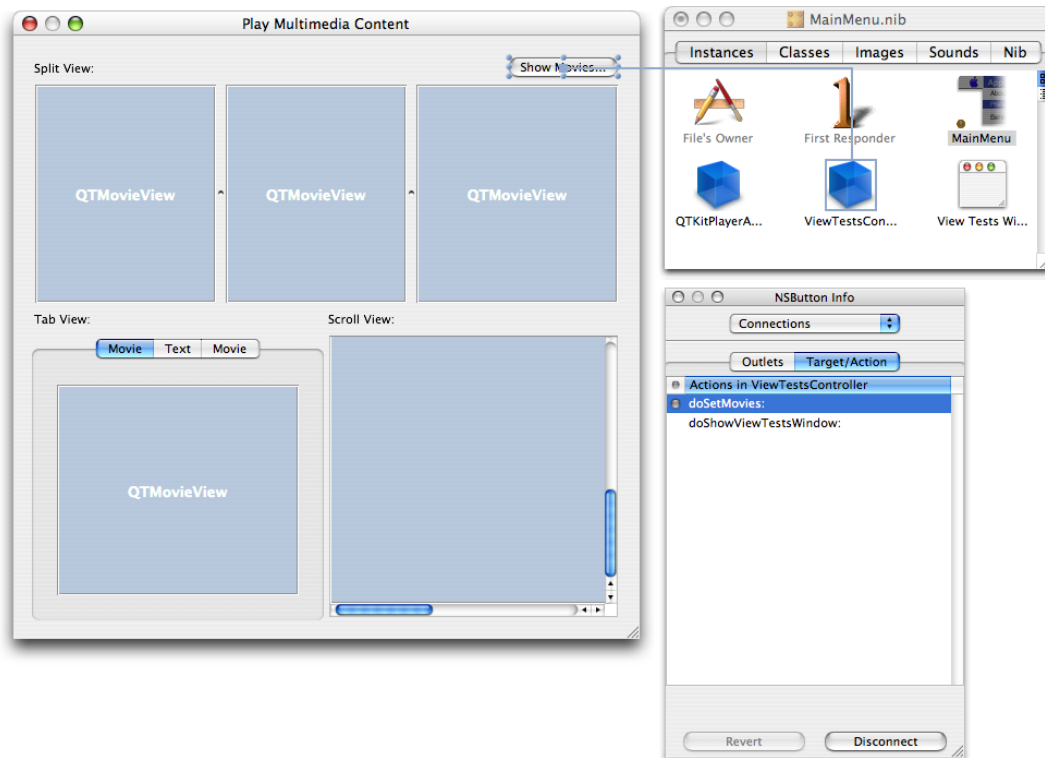 Play Multimedia Content
Split View:
Show Movies...
QTMovieView
QTMovieView
QTMovieView
Tab View:
Scroll View:
Movie Text Movie
QTMovieView
MainMenu.nib
Instances Classes Images Sounds Nib
File's Owner
First Responder
MainMenu
QTKitPlayerA...
ViewTestsCon...
View Tests Wi...
NSButton Info
Connections
Outlets Target/Action
Actions in ViewTestsController
doSetMovies:
doShowViewTestsWindow:
Revert Disconnect